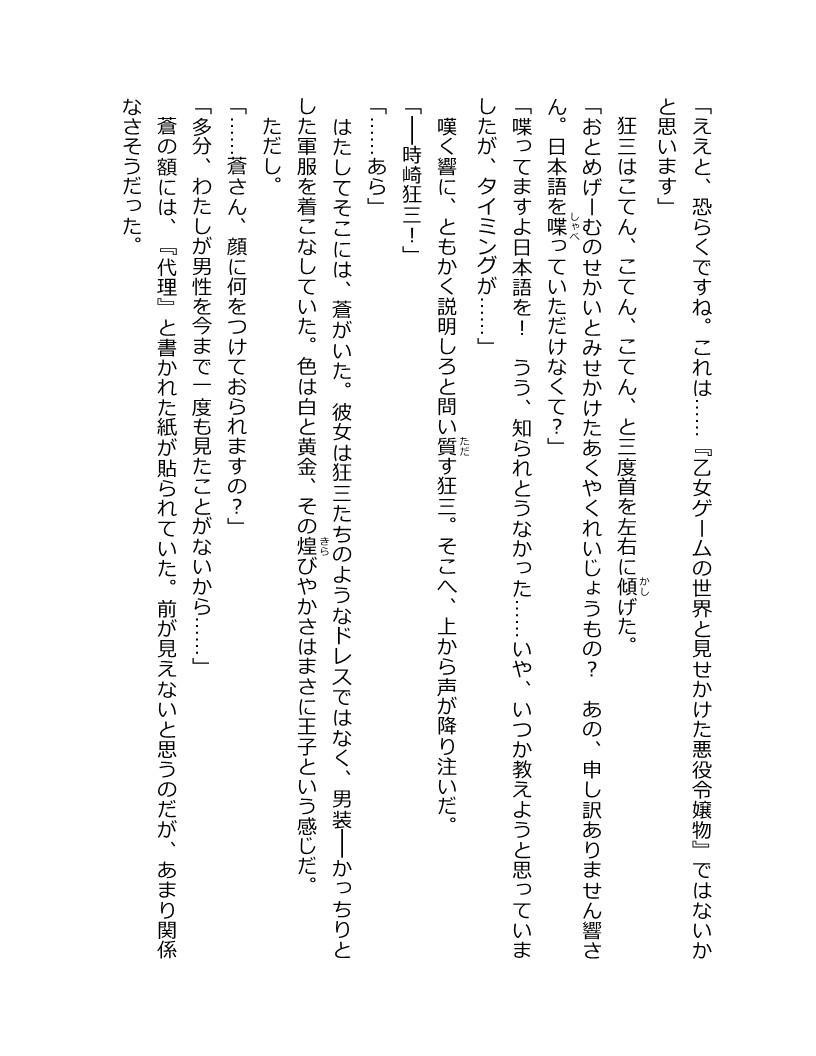 「ええと、恐らくですね。これは……『乙女ゲームの世界と見せかけた悪役令嬢物』ではないか
と思います」
狂三はこてん、こてん、こてん、と三度首を左右に傾げた。
「おとめげーむのせかいとみせかけたあくやくれいじょうもの？　あの、申し訳ありません響さ
ん。日本語を喋っていただけなくて？」
「喋ってますよ日本語を！　うう、知られとうなかった……いや、いつか教えようと思っていま
したが、タイミングが……」
嘆く響に、ともかく説明しろと問い質す狂三。そこへ、上から声が降り注いだ。
「――時崎狂三！」
「……あら」
はたしてそこには、蒼がいた。彼女は狂三たちのようなドレスではなく、男装――かっちりと
した軍服を着こなしていた。色は白と黄金、その煌びやかさはまさに王子という感じだ。
ただし。
「……蒼さん、顔に何をつけておられますの？」
「多分、わたしが男性を今まで一度も見たことがないから……」
蒼の額には、『代理』と書かれた紙が貼られていた。前が見えないと思うのだが、あまり関係
なさそうだった。